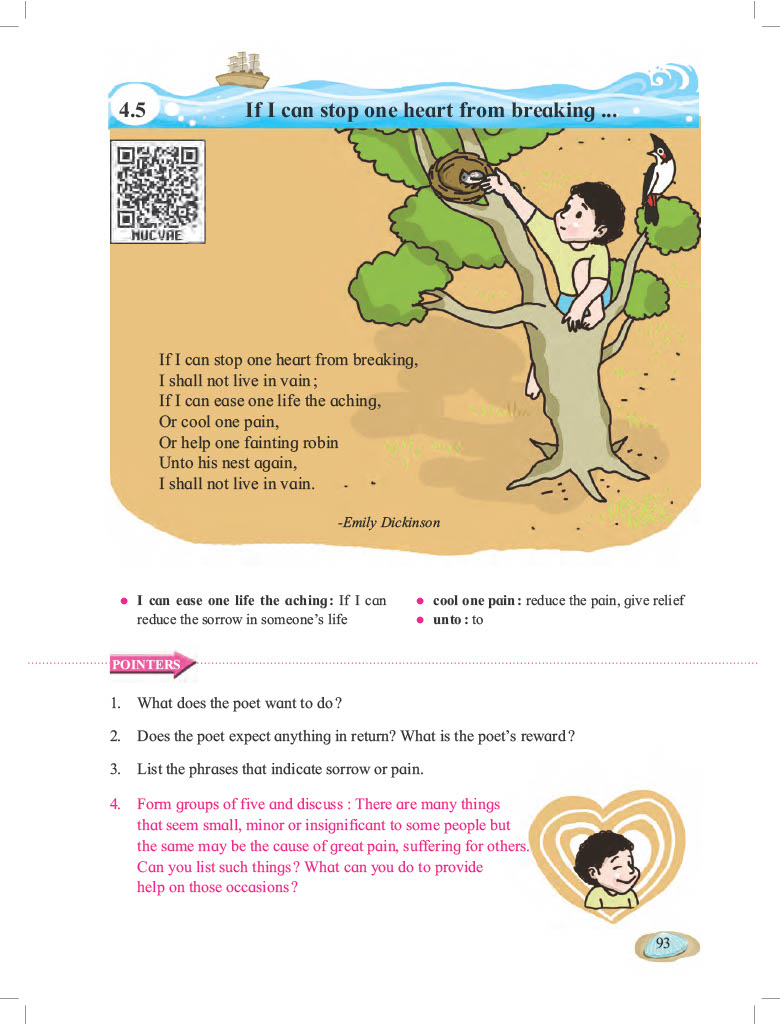 4.5
If I can stop one heart from breaking ...
MUCVAE
If I can stop one heart from breaking,
I shall not live in vain ;
If I can ease one life the aching,
Or cool one pain,
Or help one fainting robin
Unto his nest again,
I shall not live in vain.
-Emily Dickinson
● I can ease one life the aching : If I can
reduce the sorrow in someone's life
● cool one pain : reduce the pain, give relief
● unto : to
POINTERS
1. What does the poet want to do ?
2. Does the poet expect anything in return? What is the poet's reward ?
3. List the phrases that indicate sorrow or pain.
4. Form groups of five and discuss : There are many things
that seem small, minor or insignificant to some people but
the same may be the cause of great pain, suffering for others.
Can you list such things ? What can you do to provide
help on those occasions ?
93